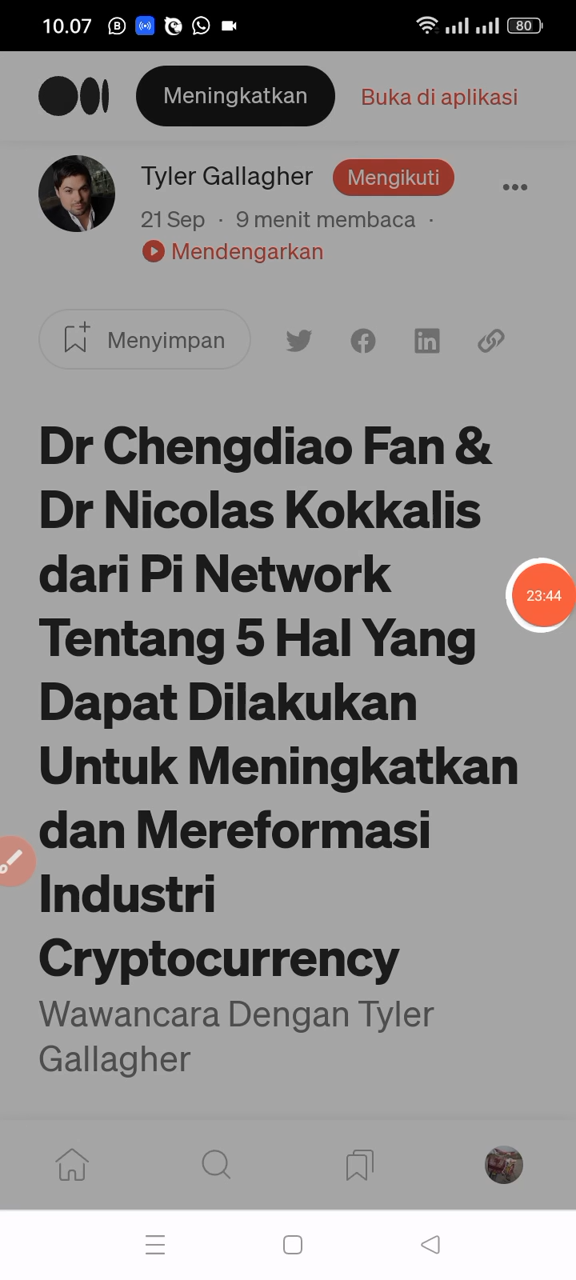 10.07
80
Meningkatkan
Buka di aplikasi
Tyler Gallagher
Mengikuti
21 Sep · 9 menit membaca ·
Mendengarkan
Menyimpan
Dr Chengdiao Fan &
Dr Nicolas Kokkalis
dari Pi Network
Tentang 5 Hal Yang
Dapat Dilakukan
Untuk Meningkatkan
dan Mereformasi
Industri
Cryptocurrency
23:44
Wawancara Dengan Tyler
Gallagher